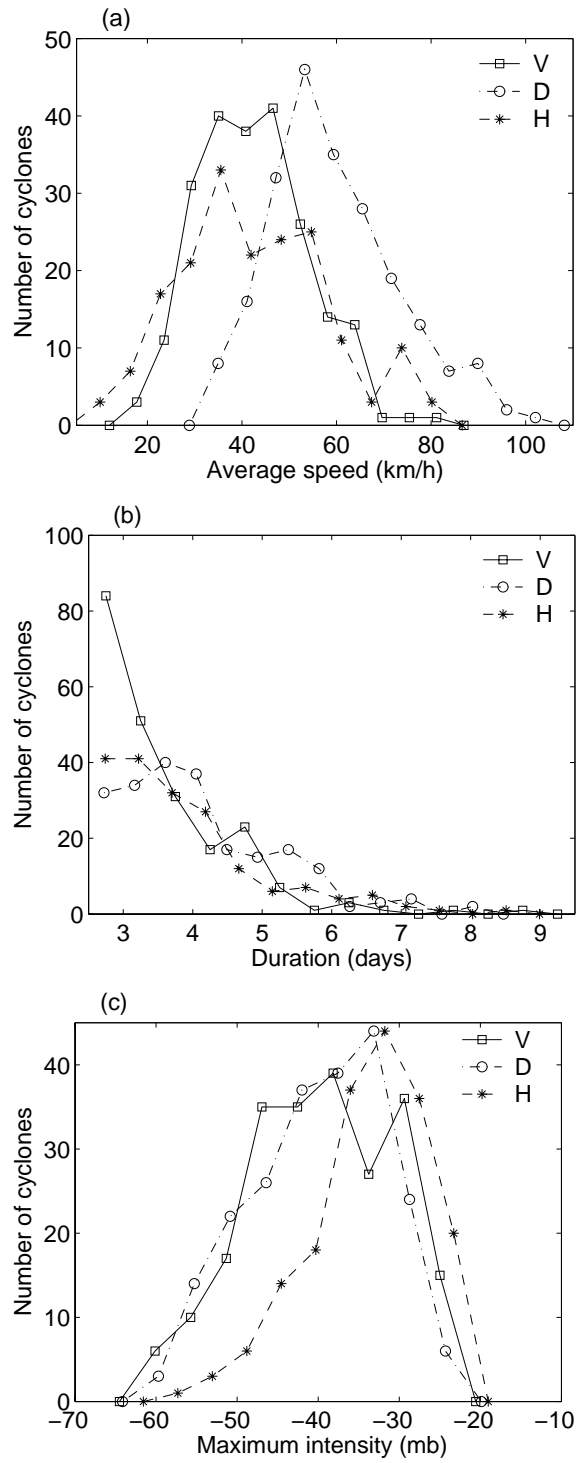 (a)
50
40
30
20
10
0
Number of cyclones
V
D
H
20 40 60 80 100
Average speed (km/h)
(b)
100
80
60
40
20
0
Number of cyclones
V
D
H
3 4 5 6 7 8 9
Duration (days)
(c)
40
30
20
10
0
Number of cyclones
V
D
H
−70 −60 −50 −40 −30 −20 −10
Maximum intensity (mb)